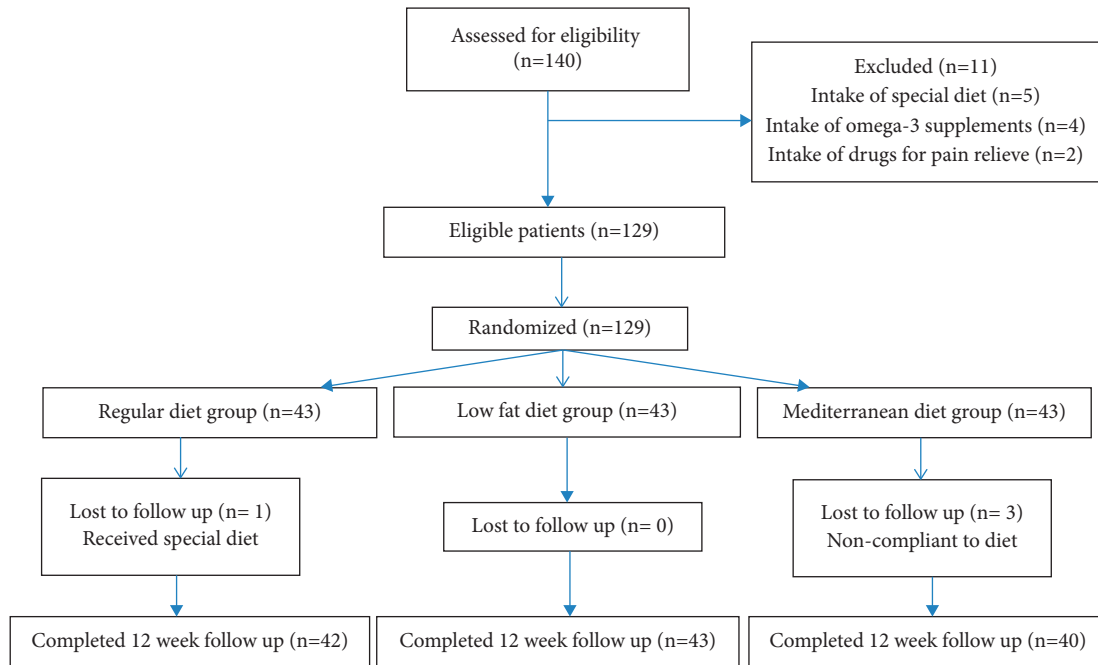 Assessed for eligibility
(n=140)
Excluded (n=11)
Intake of special diet (n=5)
Intake of omega-3 supplements (n=4)
Intake of drugs for pain relieve (n=2)
Eligible patients (n=129)
Randomized (n=129)
Regular diet group (n=43)
Low fat diet group (n=43)
Mediterranean diet group (n=43)
Lost to follow up (n= 1)
Received special diet
Lost to follow up (n= 0)
Lost to follow up (n= 3)
Non-compliant to diet
Completed 12 week follow up (n=42)
Completed 12 week follow up (n=43)
Completed 12 week follow up (n=40)